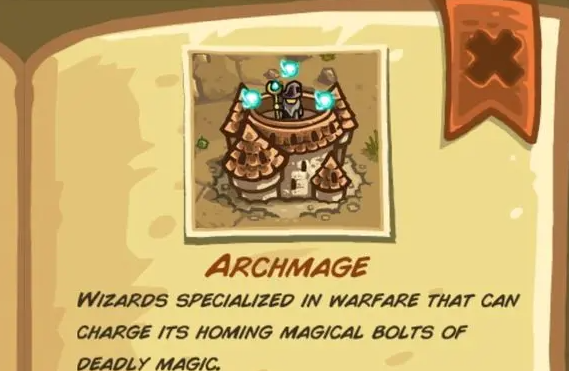 ARCHMAGE
WIZARDS SPECIALIZED IN WARFARE THAT CAN
CHARGE ITS HOMING MAGICAL BOLTS OF
DEADLY MAGIC.